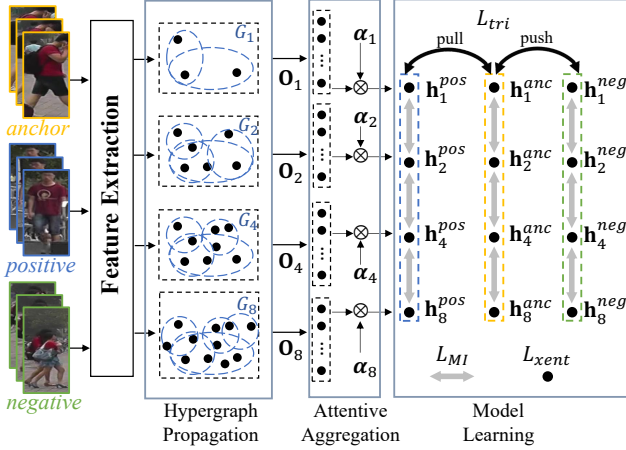 anchor
positive
negative
Feature Extraction
G1
G2
G4
G8
O1
O2
O4
O8
α1
α2
α4
α8
Ltri
pull
push
h1pos
h1anc
h1neg
h2pos
h2anc
h2neg
h4pos
h4anc
h4neg
h8pos
h8anc
h8neg
LMI
Lxent
Hypergraph
Propagation
Attentive
Aggregation
Model
Learning